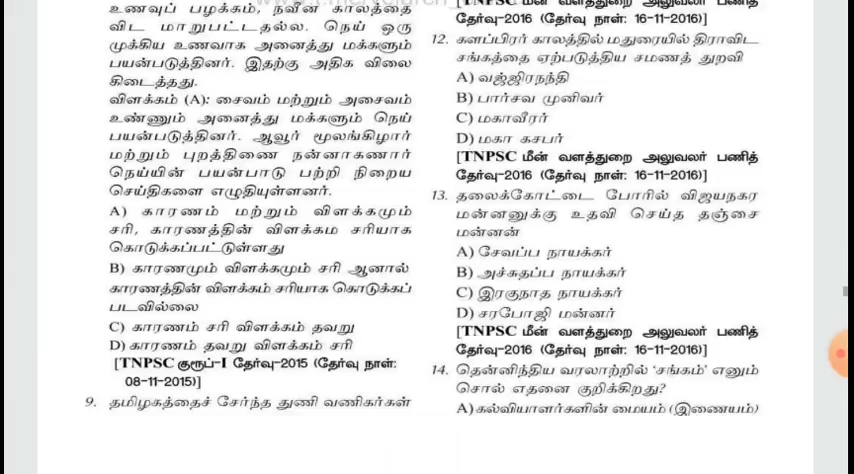 உணவுப் பழக்கம், நவீன காலத்தை
விட மாறுபட்டதல்ல. நெய் ஒரு
முக்கிய உணவாக அனைத்து மக்களும்
பயன்படுத்தினர். இதற்கு அதிக விலை
கிடைத்தது.
விளக்கம் (A): சைவம் மற்றும் அசைவம்
உண்ணும் அனைத்து மக்களும் நெய்
பயன்படுத்தினர். ஆவூர் மூலங்கிழார்
மற்றும் புறத்திணை நன்னாகணார்
நெய்யின் பயன்பாடு பற்றி நிறைய
செய்திகளை எழுதியுள்ளனர்.
A) காரணம் மற்றும் விளக்கமும்
சரி, காரணத்தின் விளக்கம சரியாக
கொடுக்கப்பட்டுள்ளது
B) காரணமும் விளக்கமும் சரி ஆனால்
காரணத்தின் விளக்கம் சரியாக கொடுக்கப்
படவில்லை
C) காரணம் சரி விளக்கம் தவறு
D) காரணம் தவறு விளக்கம் சரி
[TNPSC குரூப்-I தேர்வு-2015 (தேர்வு நாள்:
08-11-2015)]
9. தமிழகத்தைச் சேர்ந்த துணி வணிகர்கள்
[TNPSC மீன் வளத்துறை அலுவலர் பணித்
தேர்வு-2016 (தேர்வு நாள்: 16-11-2016)]
12. களப்பிரர் காலத்தில் மதுரையில் திராவிட
சங்கத்தை ஏற்படுத்திய சமணத் துறவி
A) வஜ்ஜிரநந்தி
B) பார்சவ முனிவர்
C) மகாவீரர்
D) மகா கசபர்
[TNPSC மீன் வளத்துறை அலுவலர் பணித்
தேர்வு-2016 (தேர்வு நாள்: 16-11-2016)]
13. தலைக்கோட்டை போரில் விஜயநகர
மன்னனுக்கு உதவி செய்த தஞ்சை
மன்னன்
A) சேவப்ப நாயக்கர்
B) அச்சுதப்ப நாயக்கர்
C) இரகுநாத நாயக்கர்
D) சரபோஜி மன்னர்
[TNPSC மீன் வளத்துறை அலுவலர் பணித்
தேர்வு-2016 (தேர்வு நாள்: 16-11-2016)]
14. தென்னிந்திய வரலாற்றில் ‘சங்கம்’ எனும்
சொல் எதனை குறிக்கிறது?
A) கல்வியாளர்களின் மையம் (இணையம்)